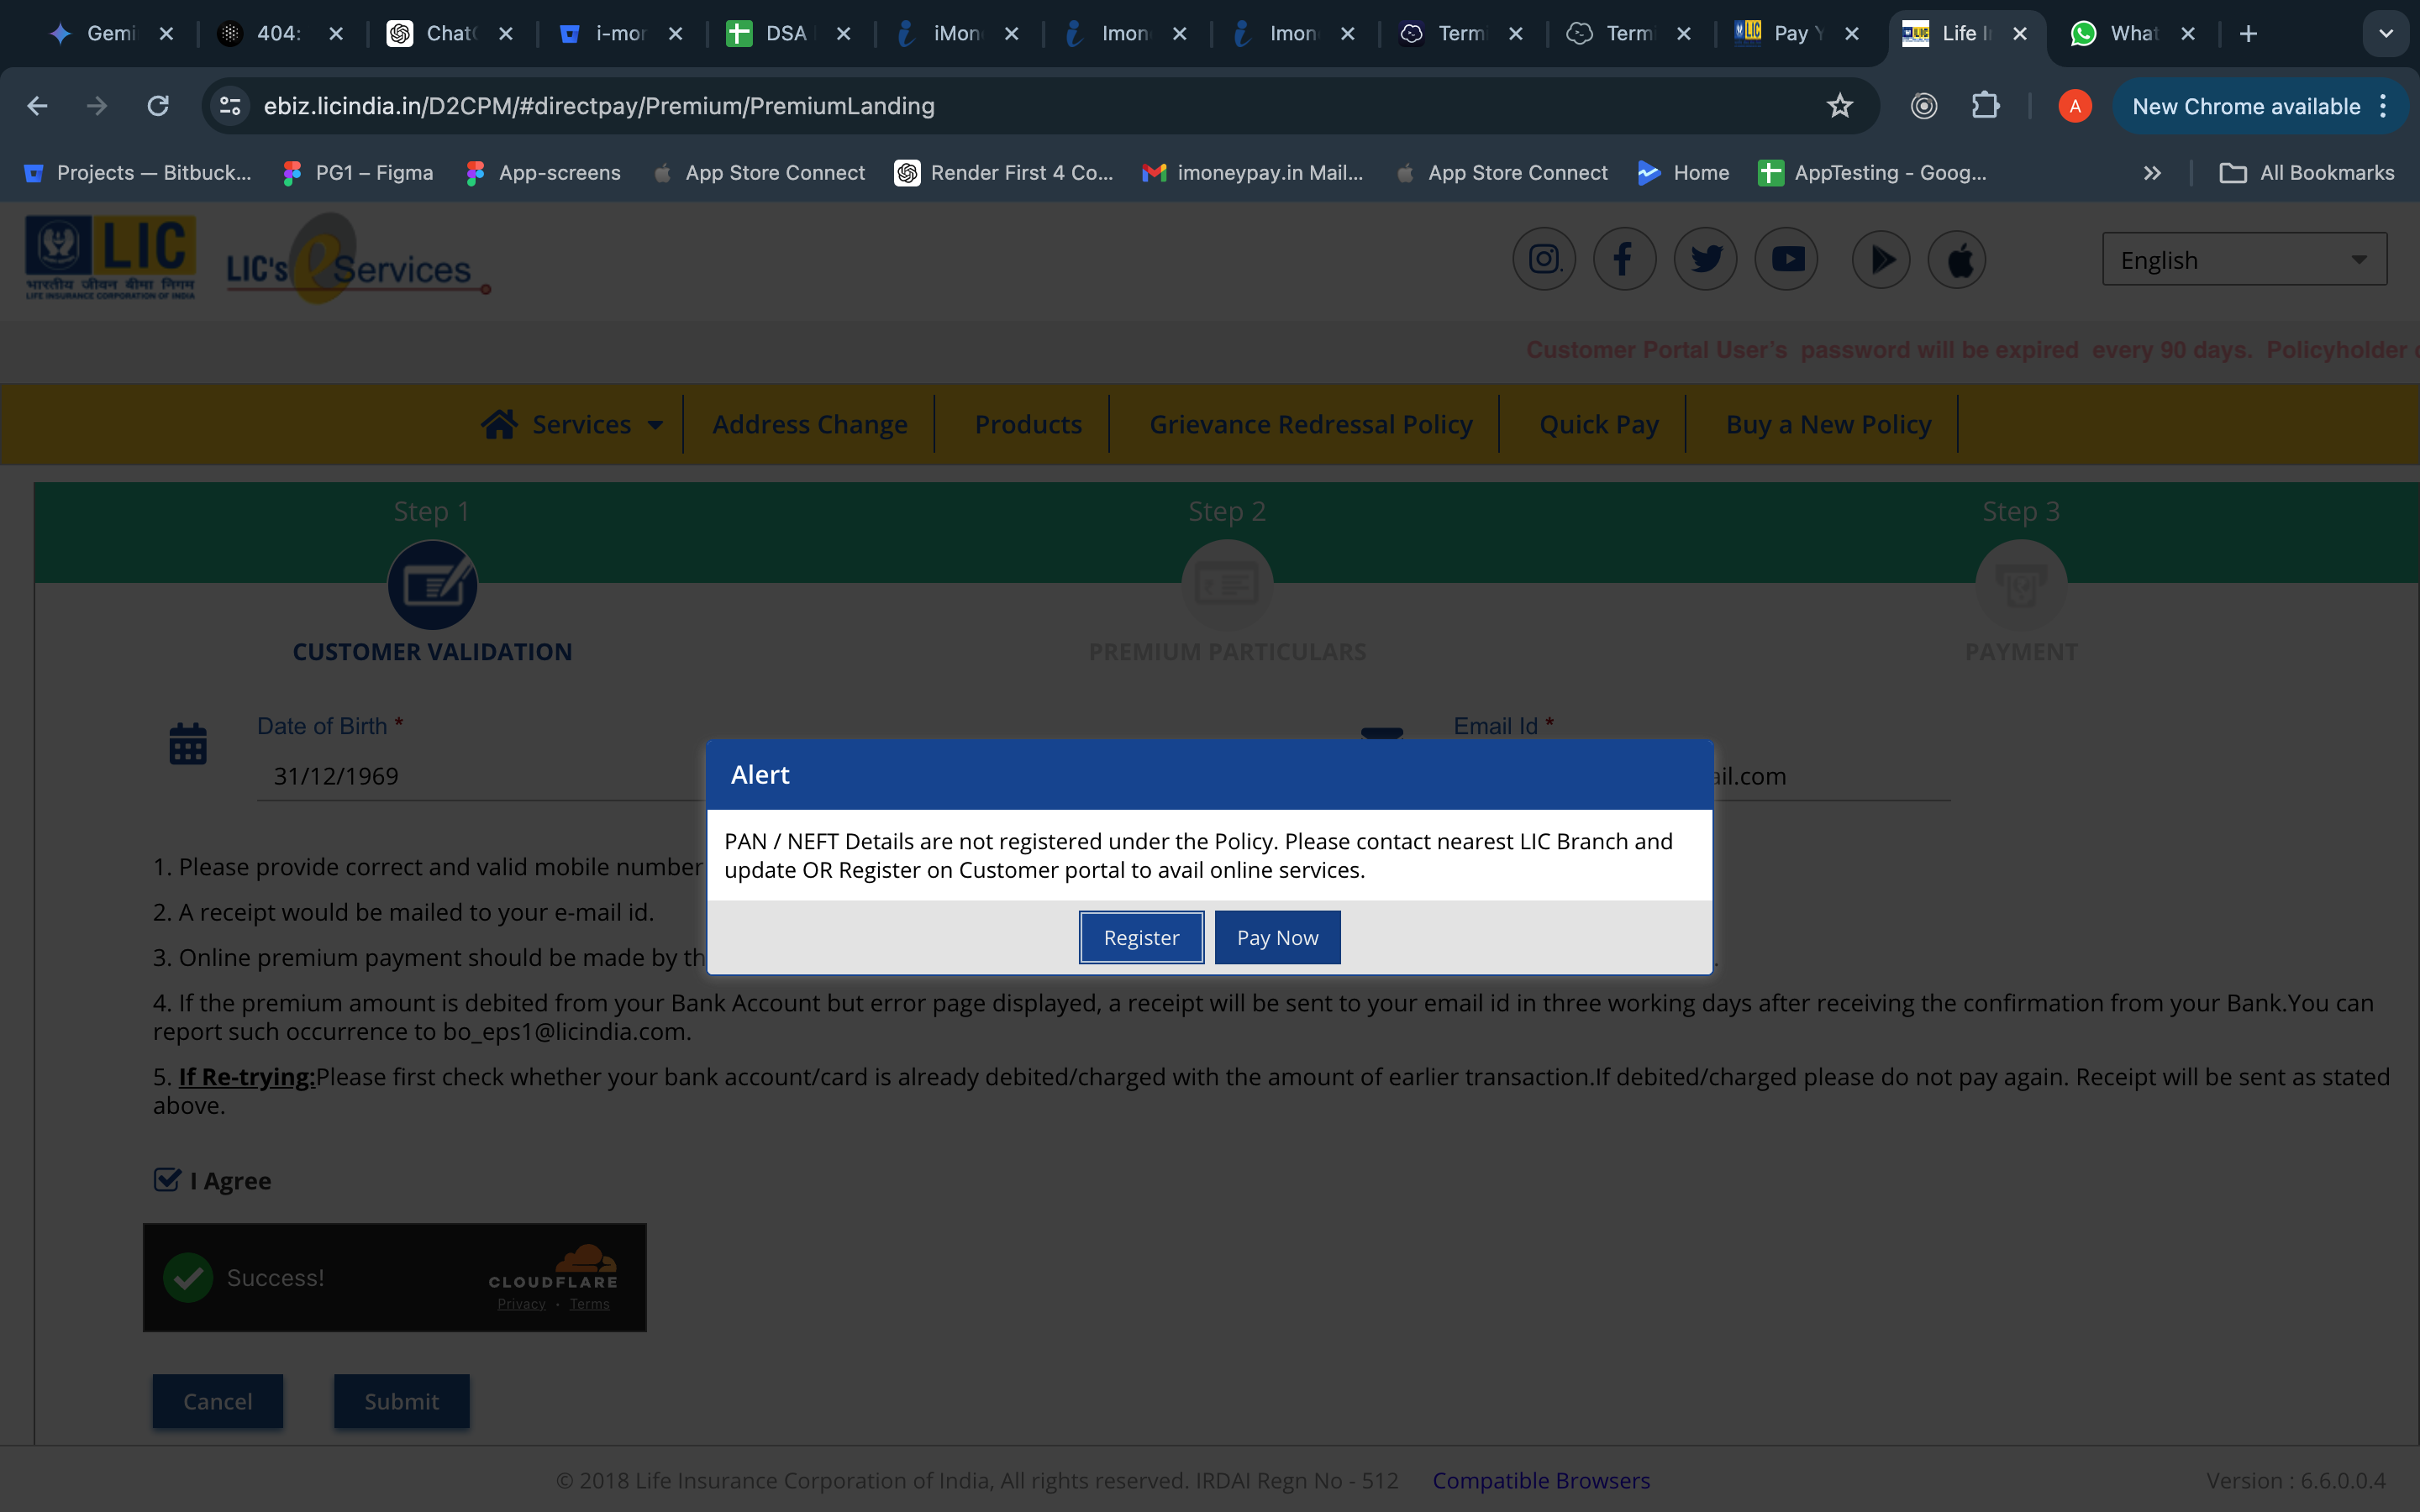 Gemi
404:
Chat
i-mon
DSA
iMon
Imon
Imon
Term
Term
Pay Y
Life I
What
ebiz.licindia.in/D2CPM/#directpay/Premium/PremiumLanding
A
New Chrome available
Projects — Bitbuck...
PG1 – Figma
App-screens
App Store Connect
Render First 4 Co...
imoneypay.in Mail...
App Store Connect
Home
AppTesting - Goog...
All Bookmarks
LIC
भारतीय जीवन बीमा निगम
LIFE INSURANCE CORPORATION OF INDIA
LIC's eServices
English
Customer Portal User's password will be expired every 90 days. Policyholder
Services
Address Change
Products
Grievance Redressal Policy
Quick Pay
Buy a New Policy
Step 1
Step 2
Step 3
CUSTOMER VALIDATION
PREMIUM PARTICULARS
PAYMENT
Date of Birth *
Email Id *
31/12/1969
ail.com
Alert
PAN / NEFT Details are not registered under the Policy. Please contact nearest LIC Branch and
update OR Register on Customer portal to avail online services.
Register
Pay Now
1. Please provide correct and valid mobile number
2. A receipt would be mailed to your e-mail id.
3. Online premium payment should be made by th
4. If the premium amount is debited from your Bank Account but error page displayed, a receipt will be sent to your email id in three working days after receiving the confirmation from your Bank.You can
report such occurrence to bo_eps1@licindia.com.
5. If Re-trying:Please first check whether your bank account/card is already debited/charged with the amount of earlier transaction.If debited/charged please do not pay again. Receipt will be sent as stated
above.
I Agree
Success!
CLOUDFLARE
Privacy • Terms
Cancel
Submit
© 2018 Life Insurance Corporation of India, All rights reserved. IRDAI Regn No - 512
Compatible Browsers
Version : 6.6.0.0.4